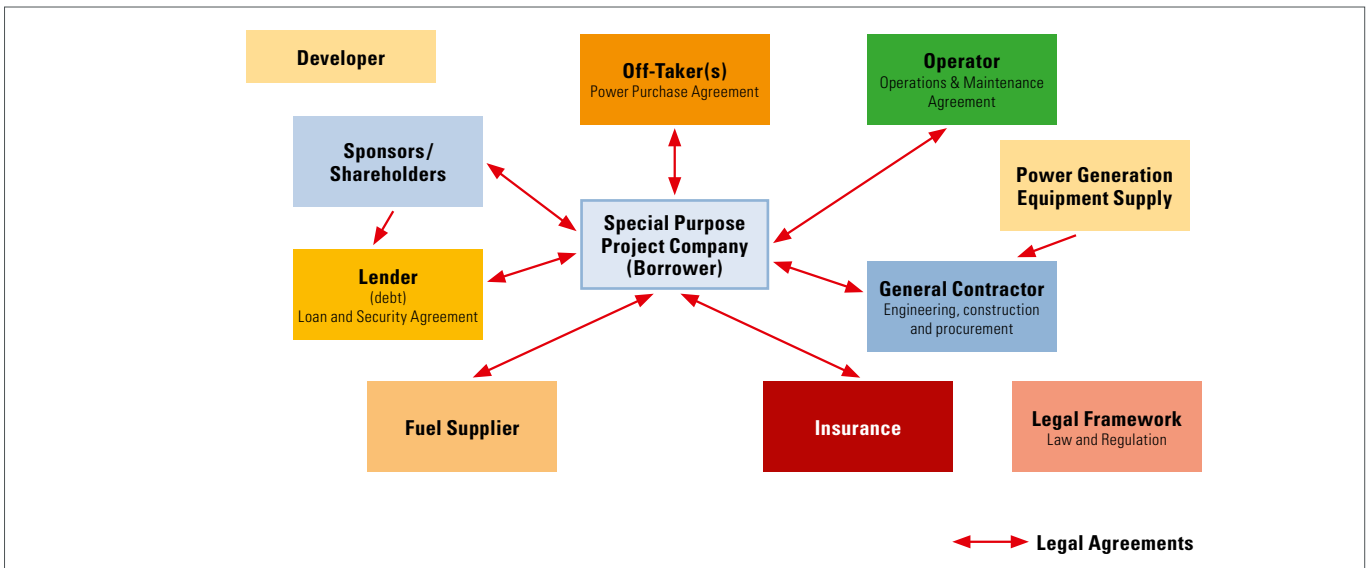 Developer
Off-Taker(s)
Power Purchase Agreement
Operator
Operations & Maintenance
Agreement
Sponsors/
Shareholders
Power Generation
Equipment Supply
Special Purpose
Project Company
(Borrower)
Lender
(debt)
Loan and Security Agreement
General Contractor
Engineering, construction
and procurement
Fuel Supplier
Insurance
Legal Framework
Law and Regulation
Legal Agreements